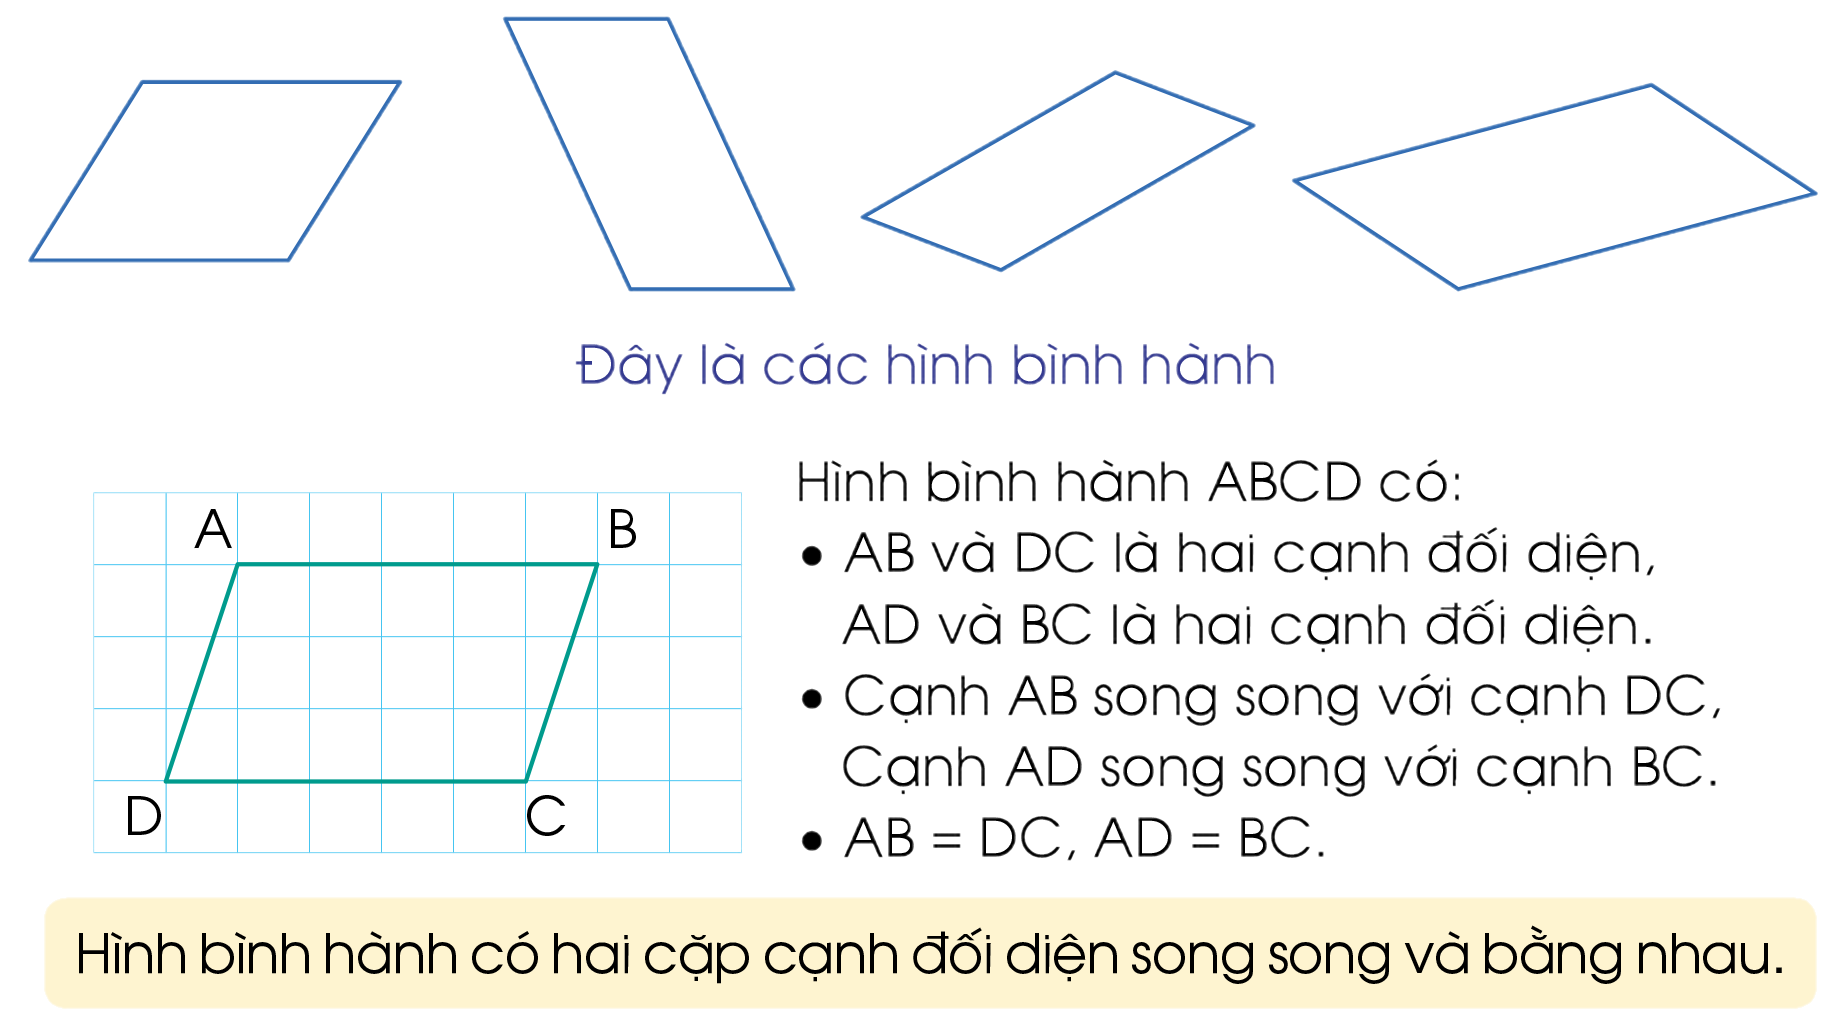 Đây là các hình bình hành
A
B
D
C
Hình bình hành ABCD có:
• AB và DC là hai cạnh đối diện,
AD và BC là hai cạnh đối diện.
• Cạnh AB song song với cạnh DC,
Cạnh AD song song với cạnh BC.
• AB = DC, AD = BC.
Hình bình hành có hai cặp cạnh đối diện song song và bằng nhau.